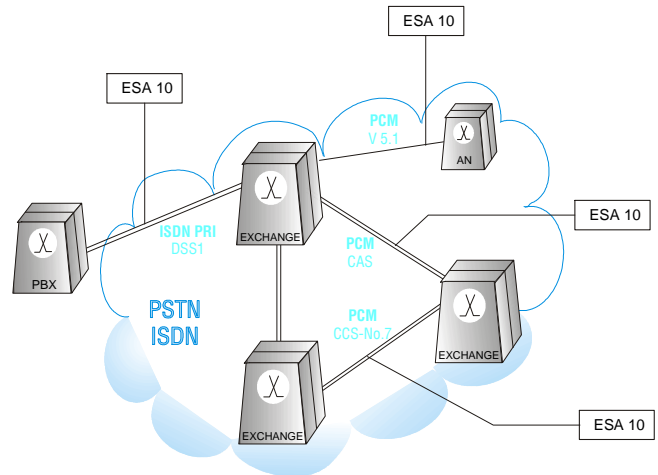 ESA 10
ESA 10
PCM
V 5.1
AN
ISDN PRI
DSS1
EXCHANGE
ESA 10
PCM
CAS
PBX
PSTN
ISDN
PCM
CCS-No.7
EXCHANGE
ESA 10
EXCHANGE